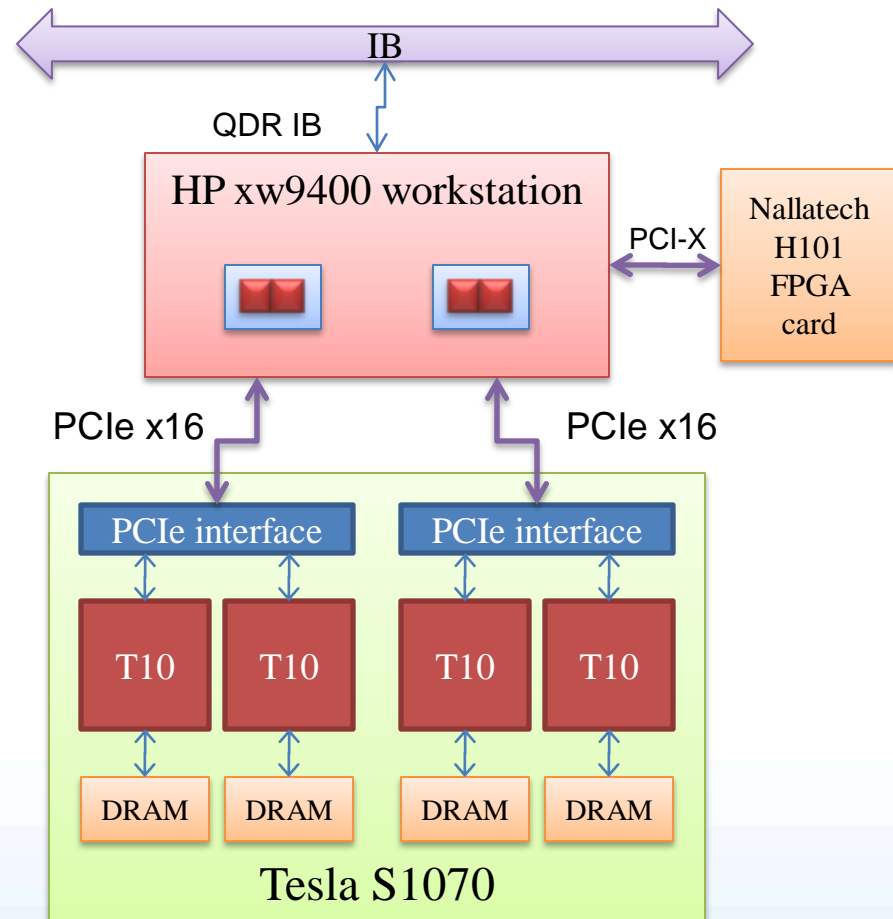 IB
QDR IB
HP xw9400 workstation
PCI-X
Nallatech
H101
FPGA
card
PCIe x16
PCIe x16
PCIe interface
PCIe interface
T10
T10
T10
T10
DRAM
DRAM
DRAM
DRAM
Tesla S1070